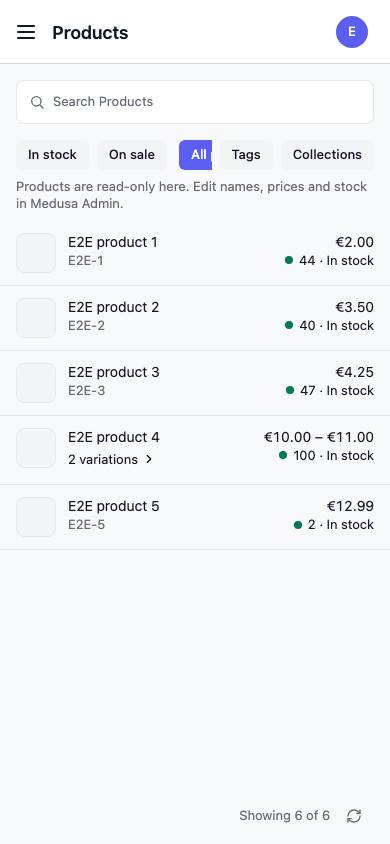 Products
E
Search Products
In stock
On sale
All
Tags
Collections
Products are read-only here. Edit names, prices and stock
in Medusa Admin.
E2E product 1
€2.00
E2E-1
44 · In stock
E2E product 2
€3.50
E2E-2
40 · In stock
E2E product 3
€4.25
E2E-3
47 · In stock
E2E product 4
€10.00 – €11.00
2 variations
100 · In stock
E2E product 5
€12.99
E2E-5
2 · In stock
Showing 6 of 6